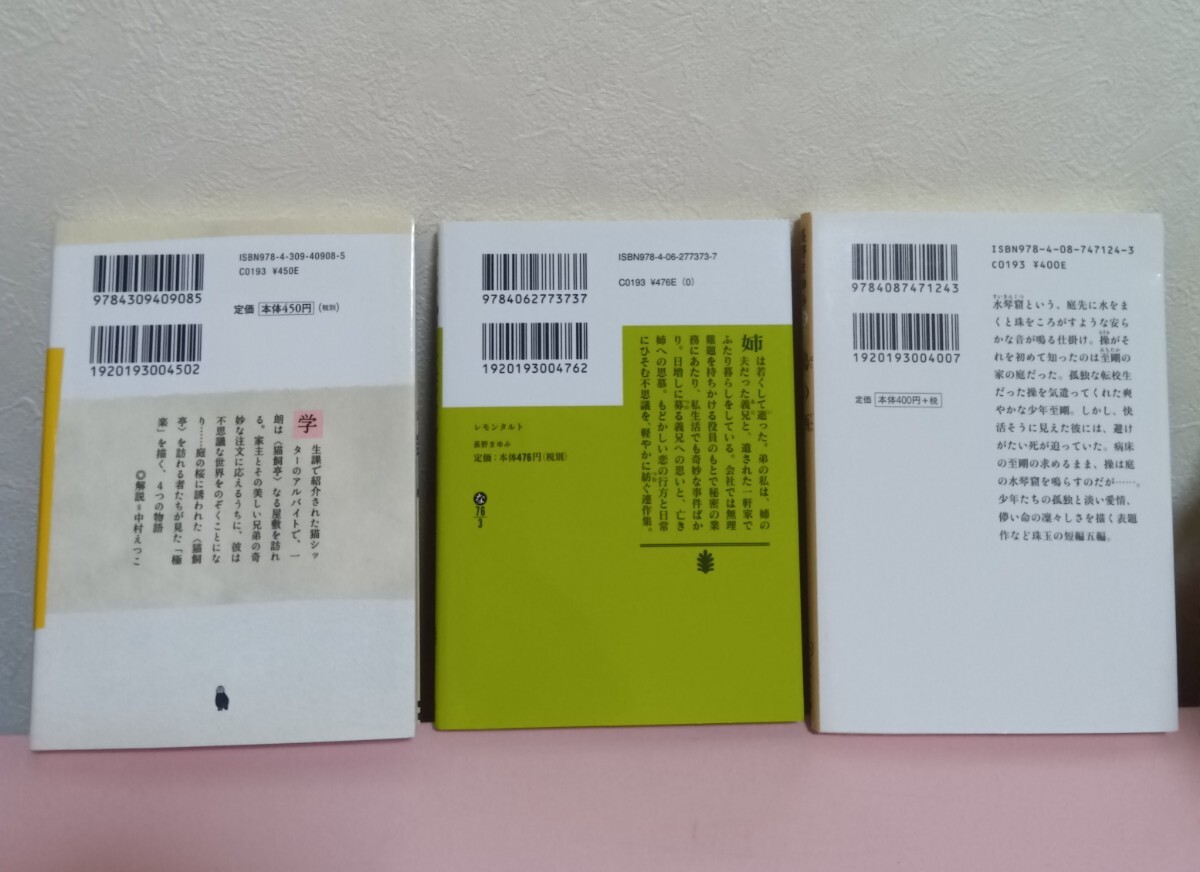 ISBN978-4-309-40908-5
C0193 ¥450E
9784309409085
定価 本体450円 (税別)
1920193004502
学生課で紹介された猫シッ
ターのアルバイトで、一
朗は〈猫飼亭〉なる屋敷を訪れ
る。家主とその美しい兄弟の奇
妙な注文に応えるうちに、彼は
不思議な世界をのぞくことにな
り……庭の桜に誘われた〈猫飼
亭〉を訪れる者たちが見た「極
楽」を描く、4つの物語
◎解説=中村えつこ
ISBN978-4-06-277373-7
C0193 ¥476E (0)
9784062773737
1920193004762
レモンタルト
長野まゆみ
定価:本体476円(税別)
な
76
3
姉は若くして逝った。弟の私は、姉の
夫だった義兄と、遺された一軒家で
ふたり暮らしをしている。会社では無理
難題を持ちかける役員のもとで秘密の業
務にあたり、私生活でも奇妙な事件ばか
り。日増しに募る義兄への思いと、亡き
姉への思慕。もどかしい恋の行方と日常
にひそむ不思議を、軽やかに紡ぐ連作集。
ISBN978-4-08-747124-3
C0193 ¥400E
9784087471243
1920193004007
定価 本体400円+税
水琴窟という、庭先に水をま
くと珠をころがすような安ら
かな音が鳴る仕掛け。操がそ
れを初めて知ったのは至剛の
家の庭だった。孤独な転校生
だった操を気遣ってくれた爽
やかな少年至剛。しかし、快
活そうに見えた彼には、避け
がたい死が迫っていた。病床
の至剛の求めるまま、操は庭
の水琴窟を鳴らすのだが……。
少年たちの孤独と淡い愛情、
儚い命の凜々しさを描く表題
作など珠玉の短編五編。